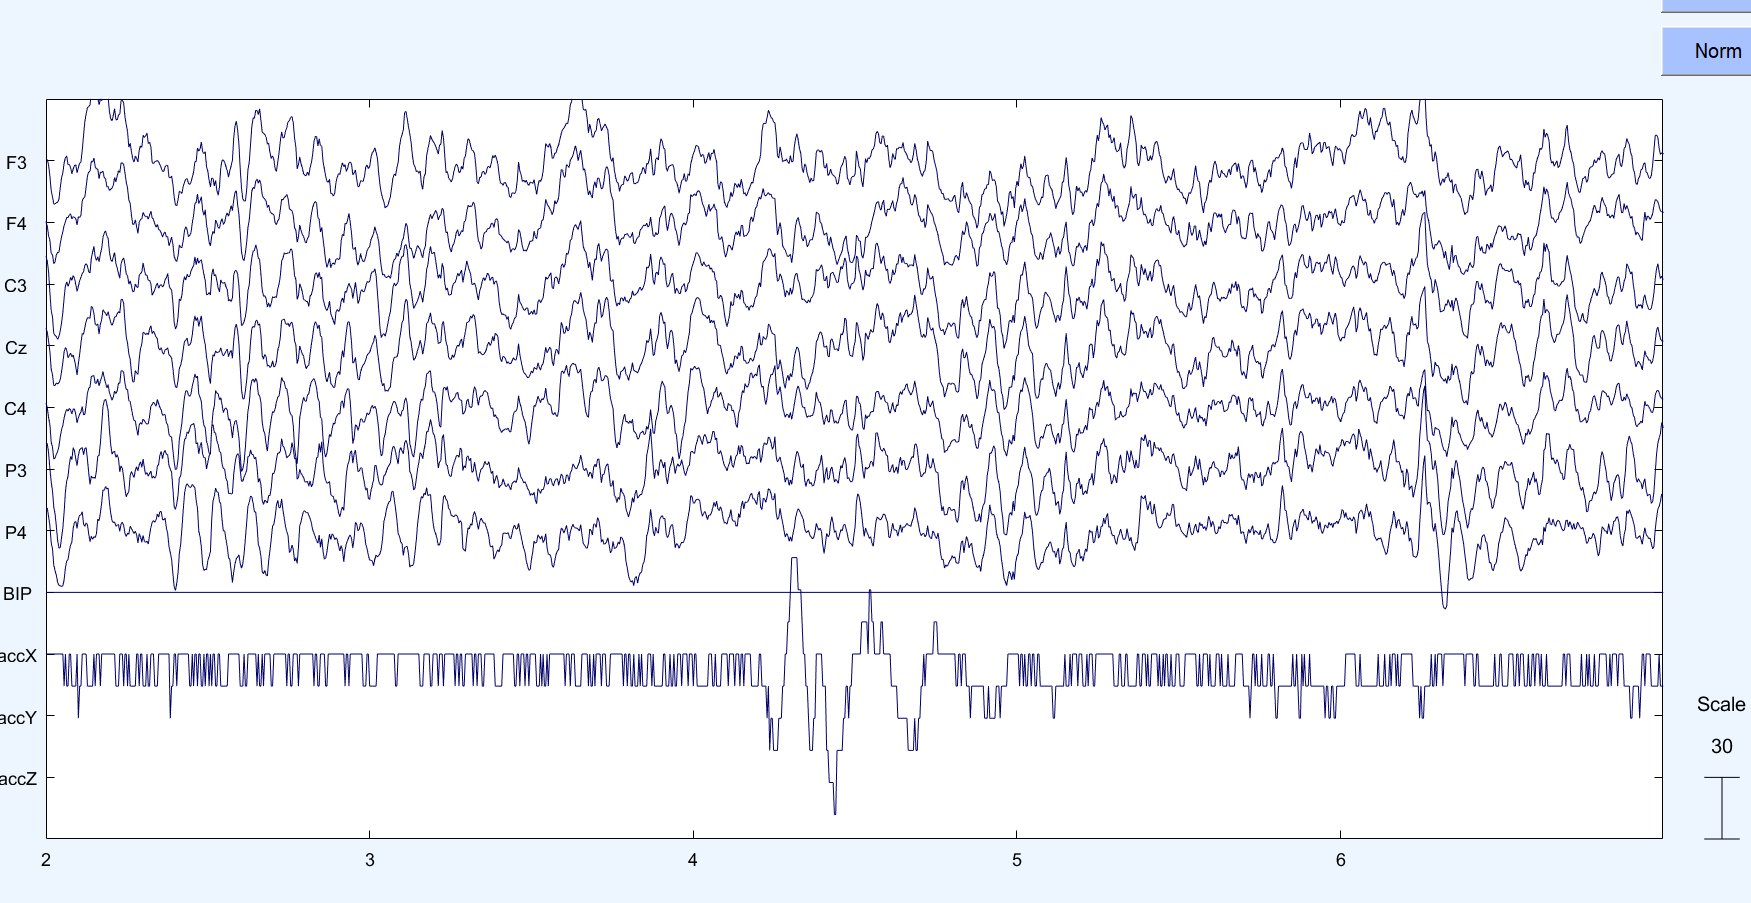 Norm
F3
F4
C3
Cz
C4
P3
P4
BIP
accX
accY
accZ
Scale
30
2 3 4 5 6